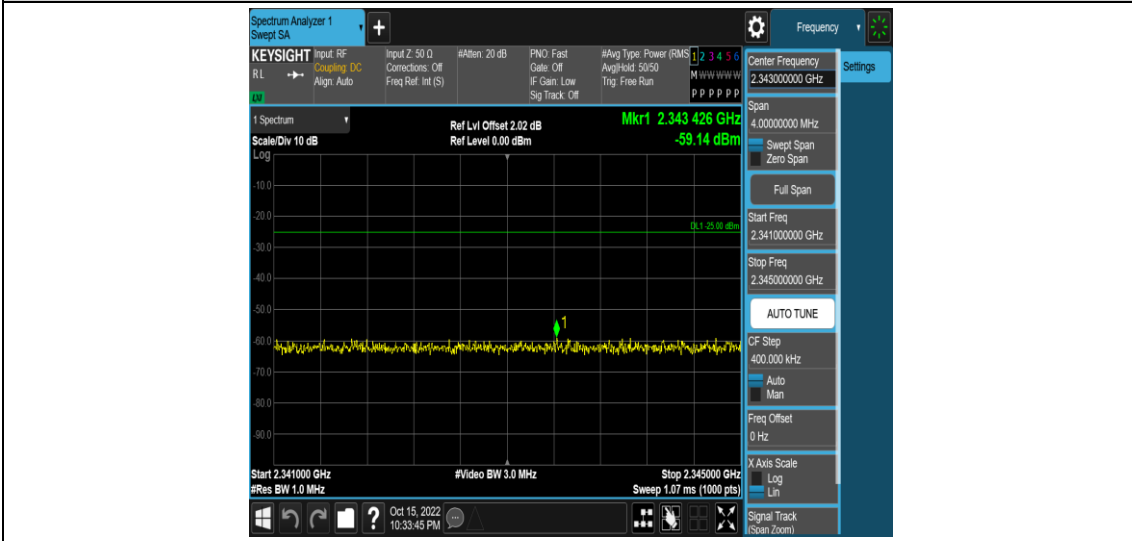 Spectrum Analyzer 1
Swept SA
+
Frequency
KEYSIGHT
RL
Input: RF
Coupling: DC
Align: Auto
Input Z: 50 Ω
Corrections: Off
Freq Ref: Int (S)
#Atten: 20 dB
PNO: Fast
Gate: Off
IF Gain: Low
Sig Track: Off
#Avg Type: Power (RMS
Avg|Hold: 50/50
Trig: Free Run
1 2 3 4 5 6
M W W W W W
P P P P P P
1 Spectrum
Scale/Div 10 dB
Log
Ref Lvl Offset 2.02 dB
Ref Level 0.00 dBm
Mkr1 2.343 426 GHz
-59.14 dBm
-10.0
-20.0
DL1 -25.00 dBm
-30.0
-40.0
-50.0
1
-60.0
-70.0
-80.0
-90.0
Start 2.341000 GHz
#Res BW 1.0 MHz
#Video BW 3.0 MHz
Stop 2.345000 GHz
Sweep 1.07 ms (1000 pts)
?
Oct 15, 2022
10:33:45 PM
Center Frequency
2.343000000 GHz
Settings
Span
4.00000000 MHz
Swept Span
Zero Span
Full Span
Start Freq
2.341000000 GHz
Stop Freq
2.345000000 GHz
AUTO TUNE
CF Step
400.000 kHz
Auto
Man
Freq Offset
0 Hz
X Axis Scale
Log
Lin
Signal Track
(Span Zoom)